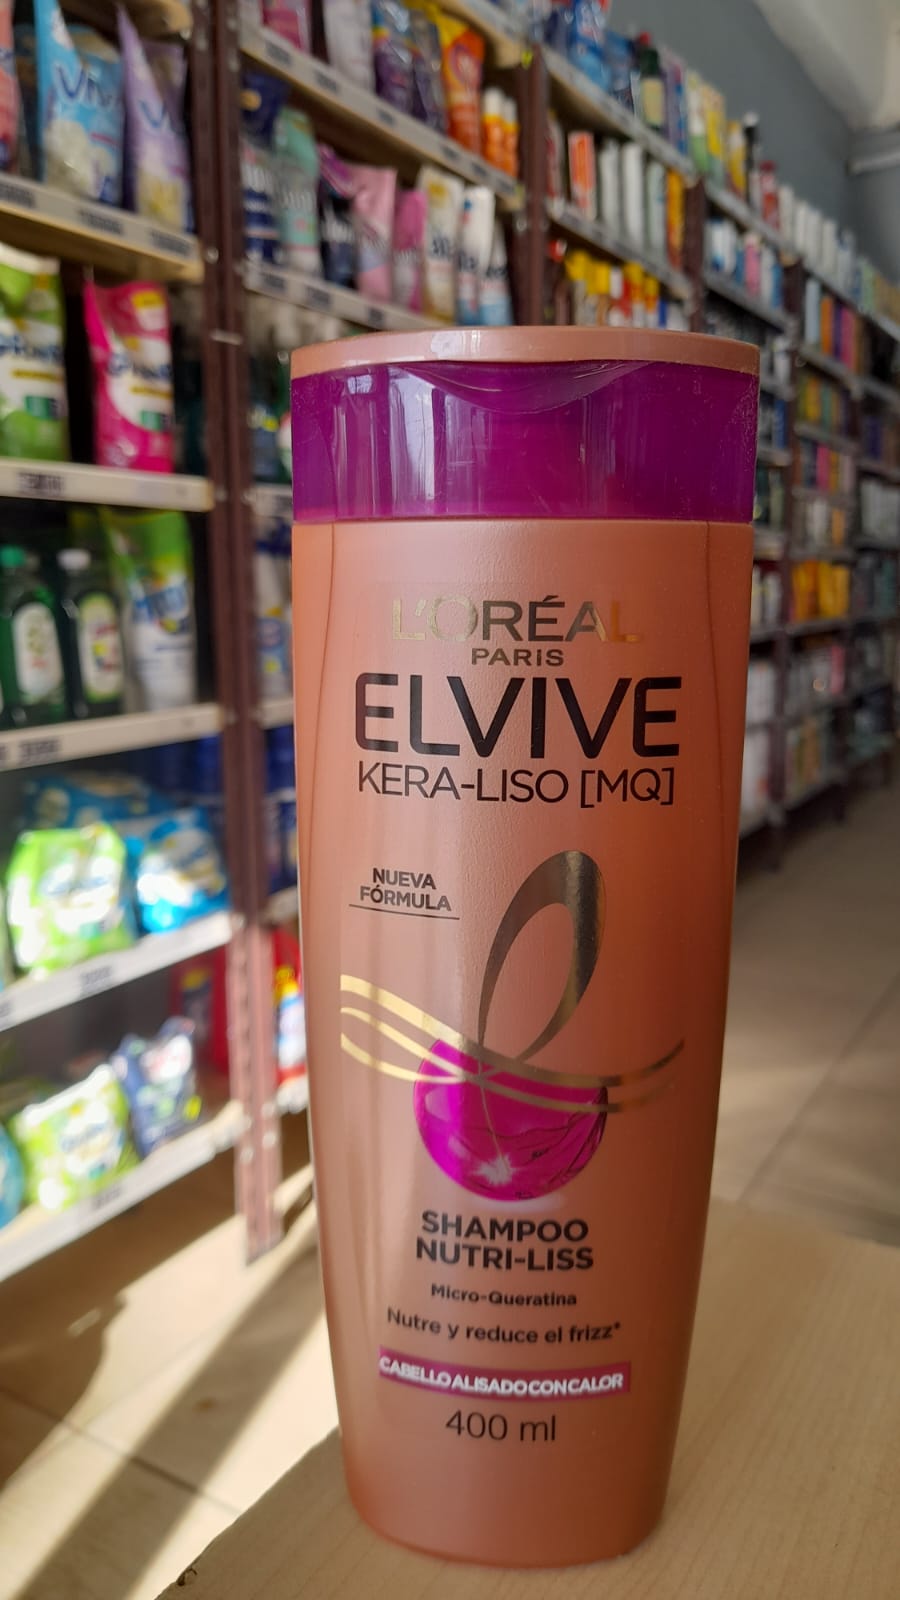 L'ORÉAL
PARIS
ELVIVE
KERA-LISO [MQ]
NUEVA
FÓRMULA
SHAMPOO
NUTRI-LISS
Micro-Queratina
Nutre y reduce el frizz*
CABELLO ALISADO CON CALOR
400 ml